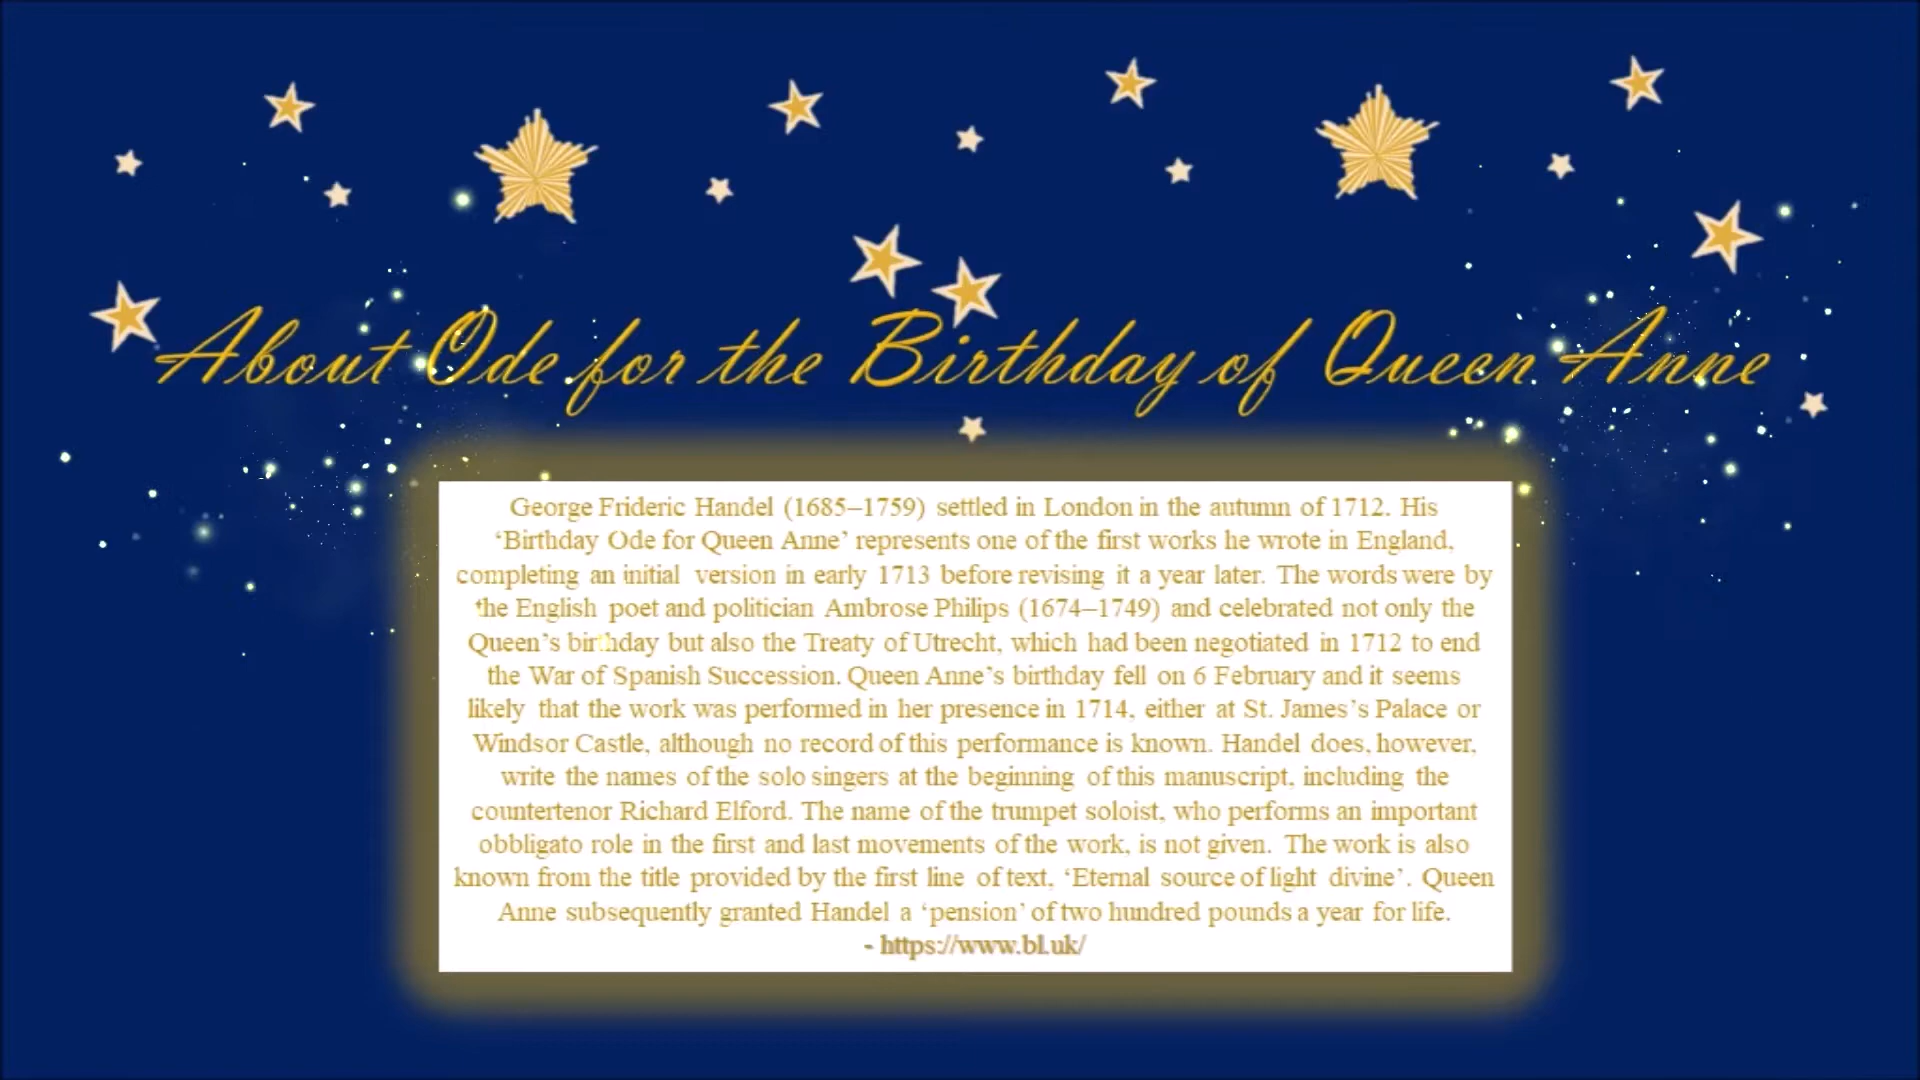 About Ode for the Birthday of Queen Anne
George Frideric Handel (1685–1759) settled in London in the autumn of 1712. His
‘Birthday Ode for Queen Anne’ represents one of the first works he wrote in England,
completing an initial version in early 1713 before revising it a year later. The words were by
the English poet and politician Ambrose Philips (1674–1749) and celebrated not only the
Queen’s birthday but also the Treaty of Utrecht, which had been negotiated in 1712 to end
the War of Spanish Succession. Queen Anne’s birthday fell on 6 February and it seems
likely that the work was performed in her presence in 1714, either at St. James’s Palace or
Windsor Castle, although no record of this performance is known. Handel does, however,
write the names of the solo singers at the beginning of this manuscript, including the
countertenor Richard Elford. The name of the trumpet soloist, who performs an important
obbligato role in the first and last movements of the work, is not given. The work is also
known from the title provided by the first line of text, ‘Eternal source of light divine’. Queen
Anne subsequently granted Handel a ‘pension’ of two hundred pounds a year for life.
- https://www.bl.uk/